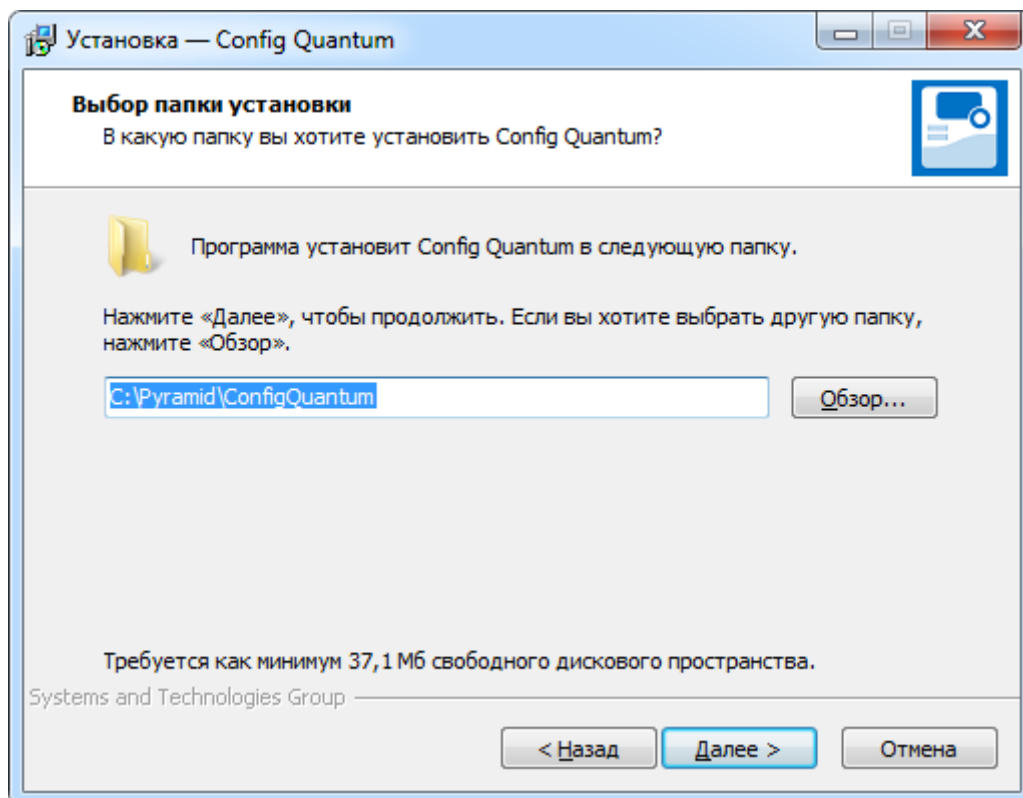 Установка — Config Quantum
Выбор папки установки
В какую папку вы хотите установить Config Quantum?
Программа установит Config Quantum в следующую папку.
Нажмите «Далее», чтобы продолжить. Если вы хотите выбрать другую папку,
нажмите «Обзор».
C:\Pyramid\ConfigQuantum
Обзор...
Требуется как минимум 37,1 Мб свободного дискового пространства.
Systems and Technologies Group
< Назад
Далее >
Отмена